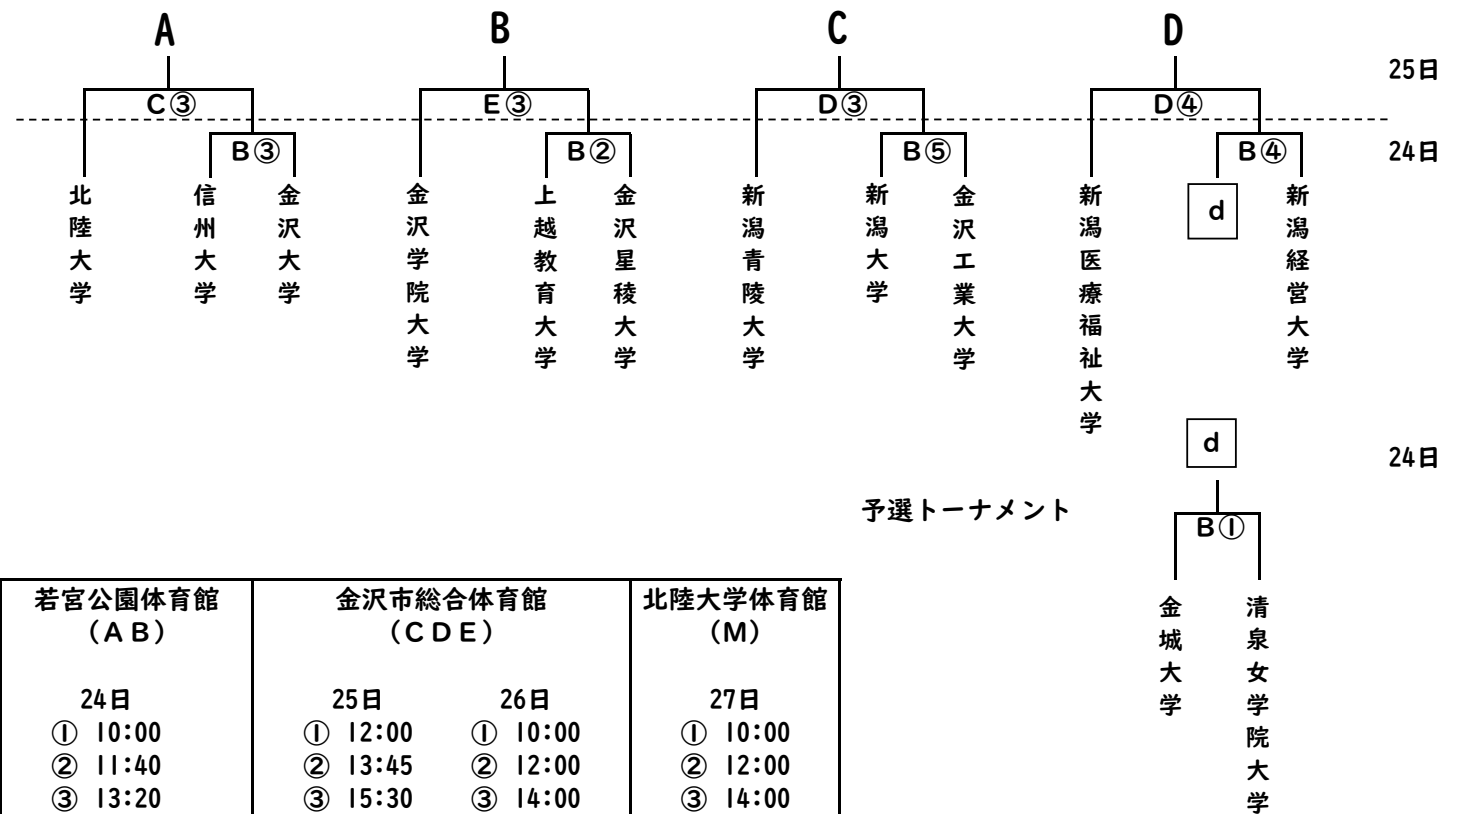 A B C D
25日
C③ E③ D③ D④
B③ B② B⑤ B④
24日
北陸大学
信州大学
金沢大学
金沢学院大学
上越教育大学
金沢星稜大学
新潟青陵大学
新潟大学
金沢工業大学
新潟医療福祉大学
d
新潟経営大学
d
24日
予選トーナメント
B①
金城大学
清泉女学院大学
若宮公園体育館
（AB）
24日
① 10:00
② 11:40
③ 13:20
金沢市総合体育館
（CDE）
25日 26日
① 12:00 ① 10:00
② 13:45 ② 12:00
③ 15:30 ③ 14:00
北陸大学体育館
（M）
27日
① 10:00
② 12:00
③ 14:00